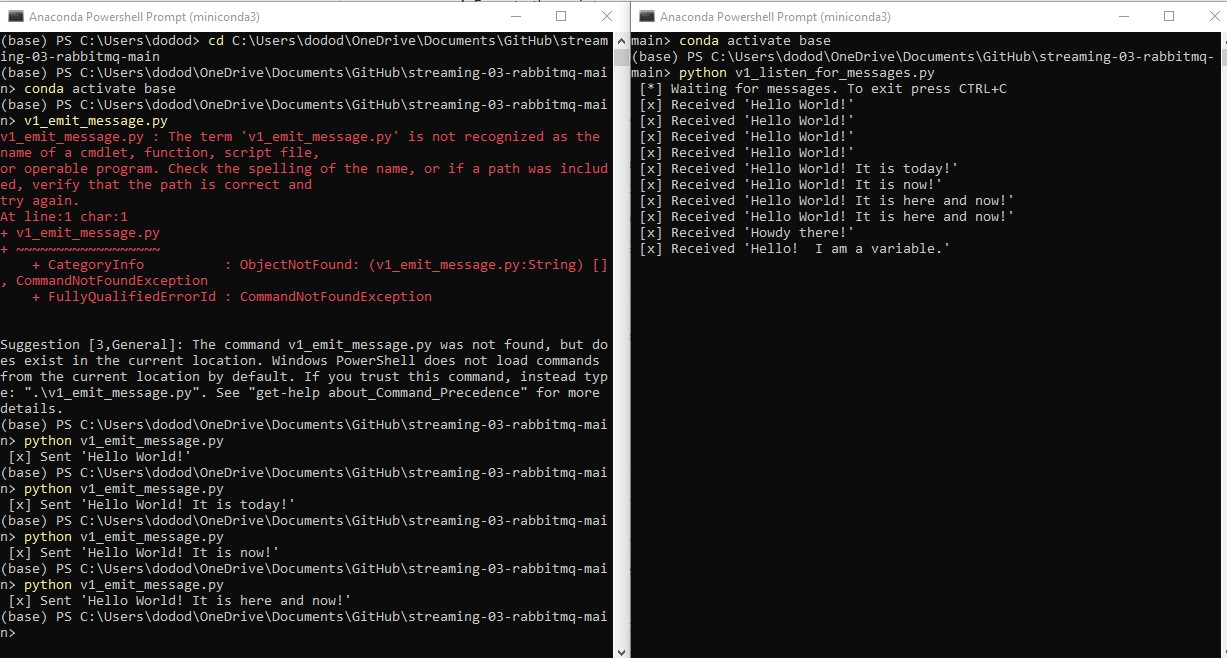 Anaconda Powershell Prompt (miniconda3)
(base) PS C:\Users\dodod> cd C:\Users\dodod\OneDrive\Documents\GitHub\stream
ing-03-rabbitmq-main
(base) PS C:\Users\dodod\OneDrive\Documents\GitHub\streaming-03-rabbitmq-mai
n> conda activate base
(base) PS C:\Users\dodod\OneDrive\Documents\GitHub\streaming-03-rabbitmq-mai
n> v1_emit_message.py
v1_emit_message.py : The term 'v1_emit_message.py' is not recognized as the
name of a cmdlet, function, script file,
or operable program. Check the spelling of the name, or if a path was includ
ed, verify that the path is correct and
try again.
At line:1 char:1
+ v1_emit_message.py
+ ~~~~~~~~~~~~~~~~~~
    + CategoryInfo          : ObjectNotFound: (v1_emit_message.py:String) []
, CommandNotFoundException
    + FullyQualifiedErrorId : CommandNotFoundException
Suggestion [3,General]: The command v1_emit_message.py was not found, but do
es exist in the current location. Windows PowerShell does not load commands
from the current location by default. If you trust this command, instead typ
e: ".\v1_emit_message.py". See "get-help about_Command_Precedence" for more
details.
(base) PS C:\Users\dodod\OneDrive\Documents\GitHub\streaming-03-rabbitmq-mai
n> python v1_emit_message.py
 [x] Sent 'Hello World!'
(base) PS C:\Users\dodod\OneDrive\Documents\GitHub\streaming-03-rabbitmq-mai
n> python v1_emit_message.py
 [x] Sent 'Hello World! It is today!'
(base) PS C:\Users\dodod\OneDrive\Documents\GitHub\streaming-03-rabbitmq-mai
n> python v1_emit_message.py
 [x] Sent 'Hello World! It is now!'
(base) PS C:\Users\dodod\OneDrive\Documents\GitHub\streaming-03-rabbitmq-mai
n> python v1_emit_message.py
 [x] Sent 'Hello World! It is here and now!'
(base) PS C:\Users\dodod\OneDrive\Documents\GitHub\streaming-03-rabbitmq-mai
n>
Anaconda Powershell Prompt (miniconda3)
main> conda activate base
(base) PS C:\Users\dodod\OneDrive\Documents\GitHub\streaming-03-rabbitmq-
main> python v1_listen_for_messages.py
 [*] Waiting for messages. To exit press CTRL+C
 [x] Received 'Hello World!'
 [x] Received 'Hello World!'
 [x] Received 'Hello World!'
 [x] Received 'Hello World!'
 [x] Received 'Hello World! It is today!'
 [x] Received 'Hello World! It is now!'
 [x] Received 'Hello World! It is here and now!'
 [x] Received 'Hello World! It is here and now!'
 [x] Received 'Howdy there!'
 [x] Received 'Hello!  I am a variable.'